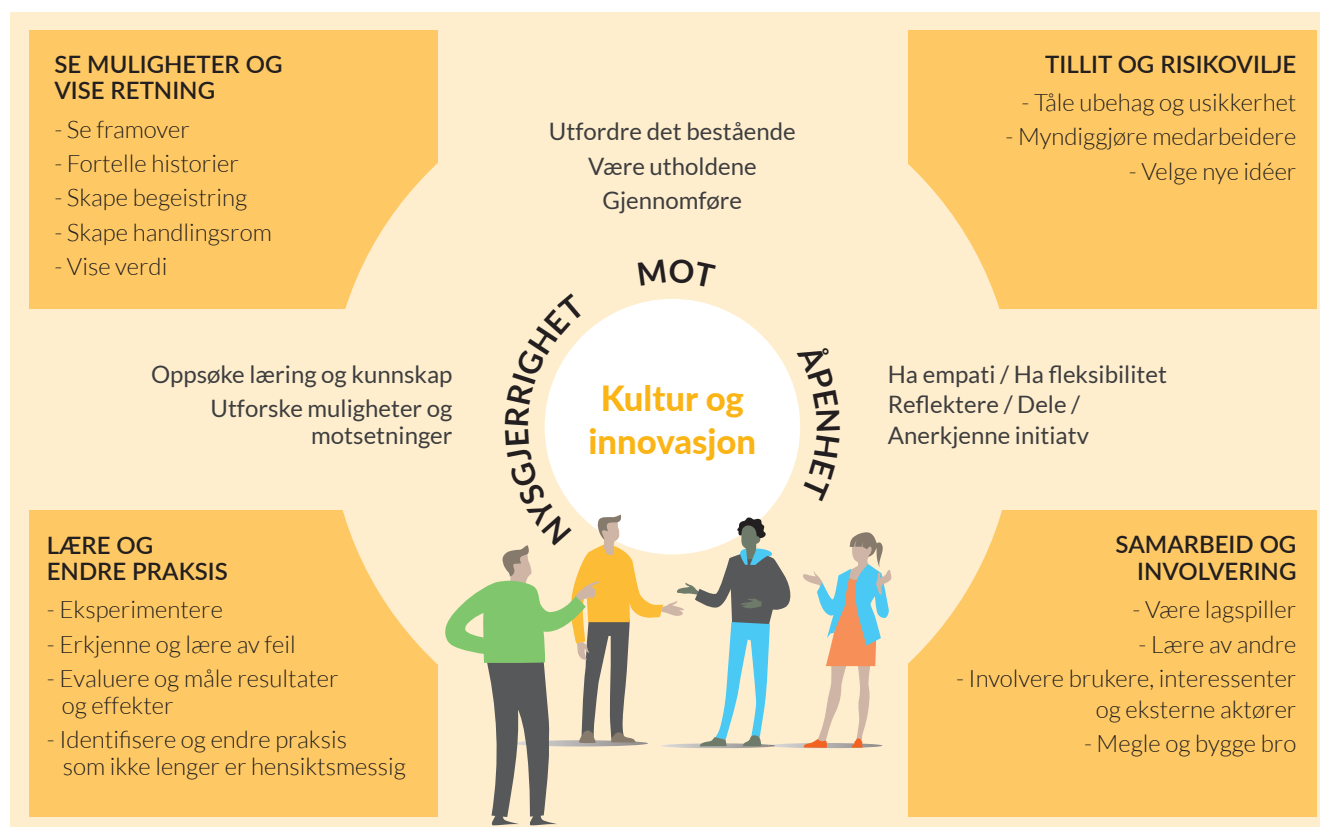 SE MULIGHETER OG
VISE RETNING
- Se framover
- Fortelle historier
- Skape begeistring
- Skape handlingsrom
- Vise verdi
Utfordre det bestående
Være utholdene
Gjennomføre
TILLIT OG RISIKOVILJE
- Tåle ubehag og usikkerhet
- Myndiggjøre medarbeidere
- Velge nye idéer
MOT
NYSGJERRIGHET
ÅPENHET
Kultur og
innovasjon
Oppsøke læring og kunnskap
Utforske muligheter og
motsetninger
Ha empati / Ha fleksibilitet
Reflektere / Dele /
Anerkjenne initiatv
LÆRE OG
ENDRE PRAKSIS
- Eksperimentere
- Erkjenne og lære av feil
- Evaluere og måle resultater
og effekter
- Identifisere og endre praksis
som ikke lenger er hensiktsmessig
SAMARBEID OG
INVOLVERING
- Være lagspiller
- Lære av andre
- Involvere brukere, interessenter
og eksterne aktører
- Megle og bygge bro